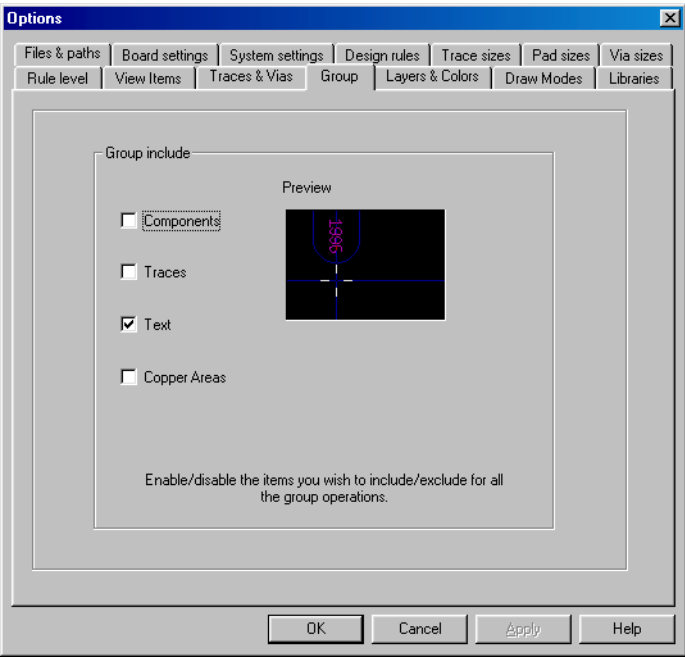 Options
Files & paths
Board settings
System settings
Design rules
Trace sizes
Pad sizes
Via sizes
Rule level
View Items
Traces & Vias
Group
Layers & Colors
Draw Modes
Libraries
Group include
Preview
1996
Components
Traces
Text
Copper Areas
Enable/disable the items you wish to include/exclude for all
the group operations.
OK
Cancel
Apply
Help